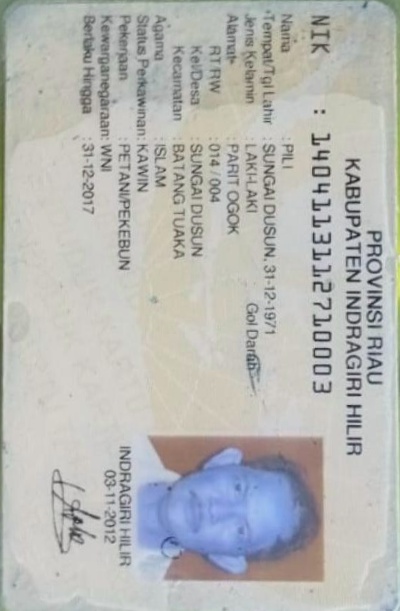 PROVINSI RIAU
KABUPATEN INDRAGIRI HILIR
NIK : 1404113112710003
Nama : PILI
Tempat/Tgl Lahir : SUNGAI DUSUN, 31-12-1971
Jenis Kelamin : LAKI-LAKI Gol Darah
Alamat : PARIT OGOK
RT RW : 014 / 004
Kel/Desa : SUNGAI DUSUN
Kecamatan : BATANG TUAKA
Agama : ISLAM
Status Perkawinan: KAWIN
Pekerjaan : PETANI/PEKEBUN
Kewarganegaraan: WNI
Berlaku Hingga : 31-12-2017
INDRAGIRI HILIR
03-11-2012